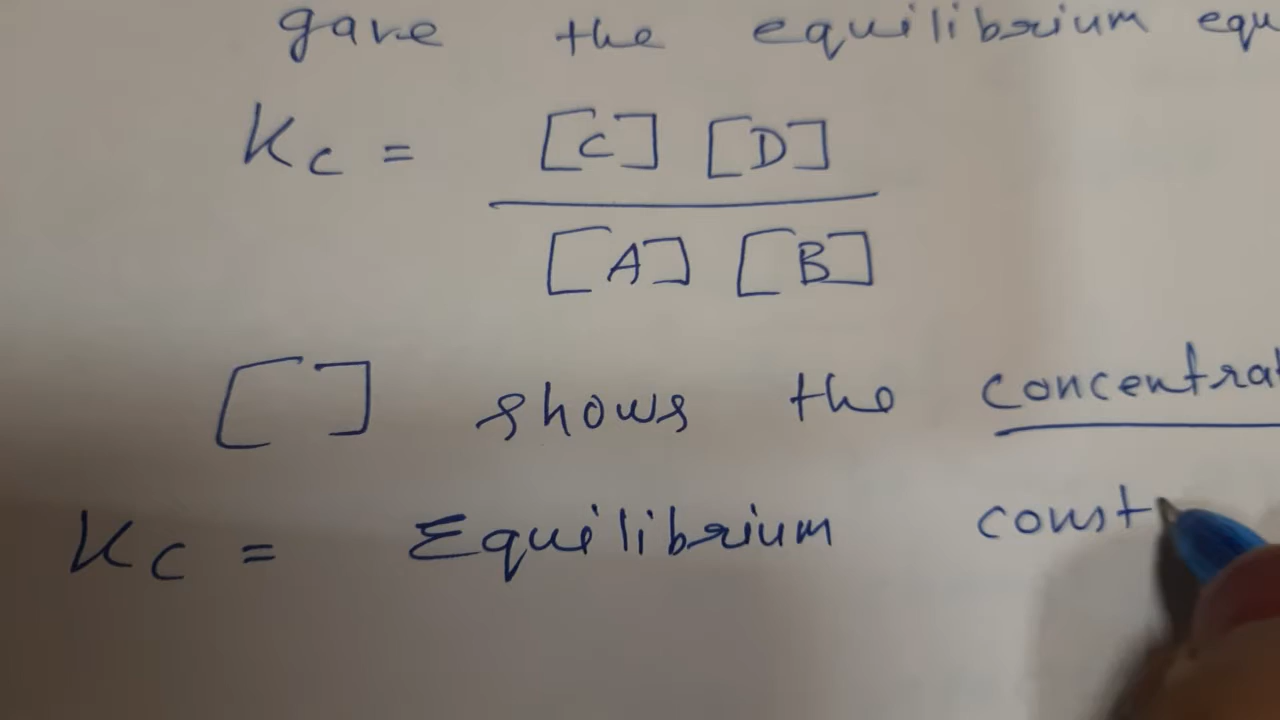 gave the equilibrium equ
Kc = [C] [D]
[A] [B]
[ ] shows the concentrat
Kc = Equilibrium const